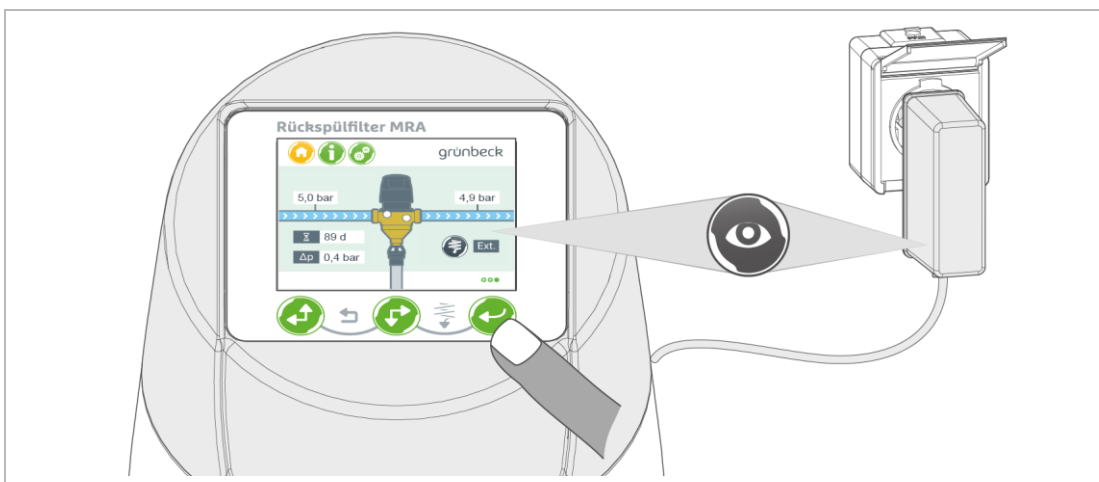 Rückspülfilter MRA
grünbeck
5,0 bar
4,9 bar
89 d
Δp 0,4 bar
Ext.